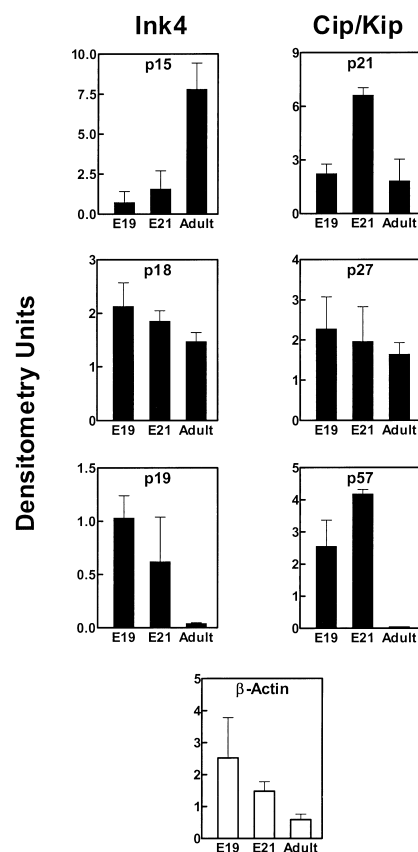 Ink4 Cip/Kip
p15
10.0
7.5
5.0
2.5
0.0
E19 E21 Adult
p21
9
6
3
0
E19 E21 Adult
Densitometry Units
p18
3
2
1
0
E19 E21 Adult
p27
4
3
2
1
0
E19 E21 Adult
p19
1.5
1.0
0.5
0.0
E19 E21 Adult
p57
5
4
3
2
1
0
E19 E21 Adult
β-Actin
5
4
3
2
1
0
E19 E21 Adult